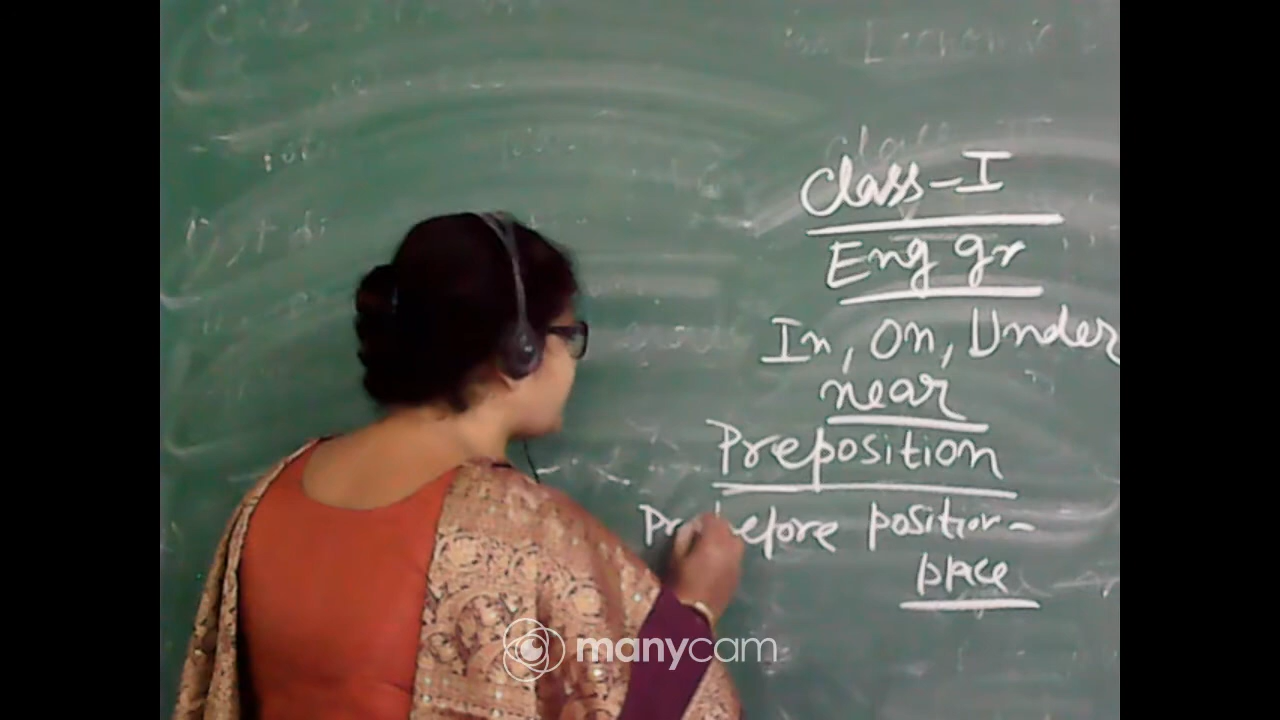 Class-I
Eng gr
In, On, Under
near
Preposition
before position-
place
manycam